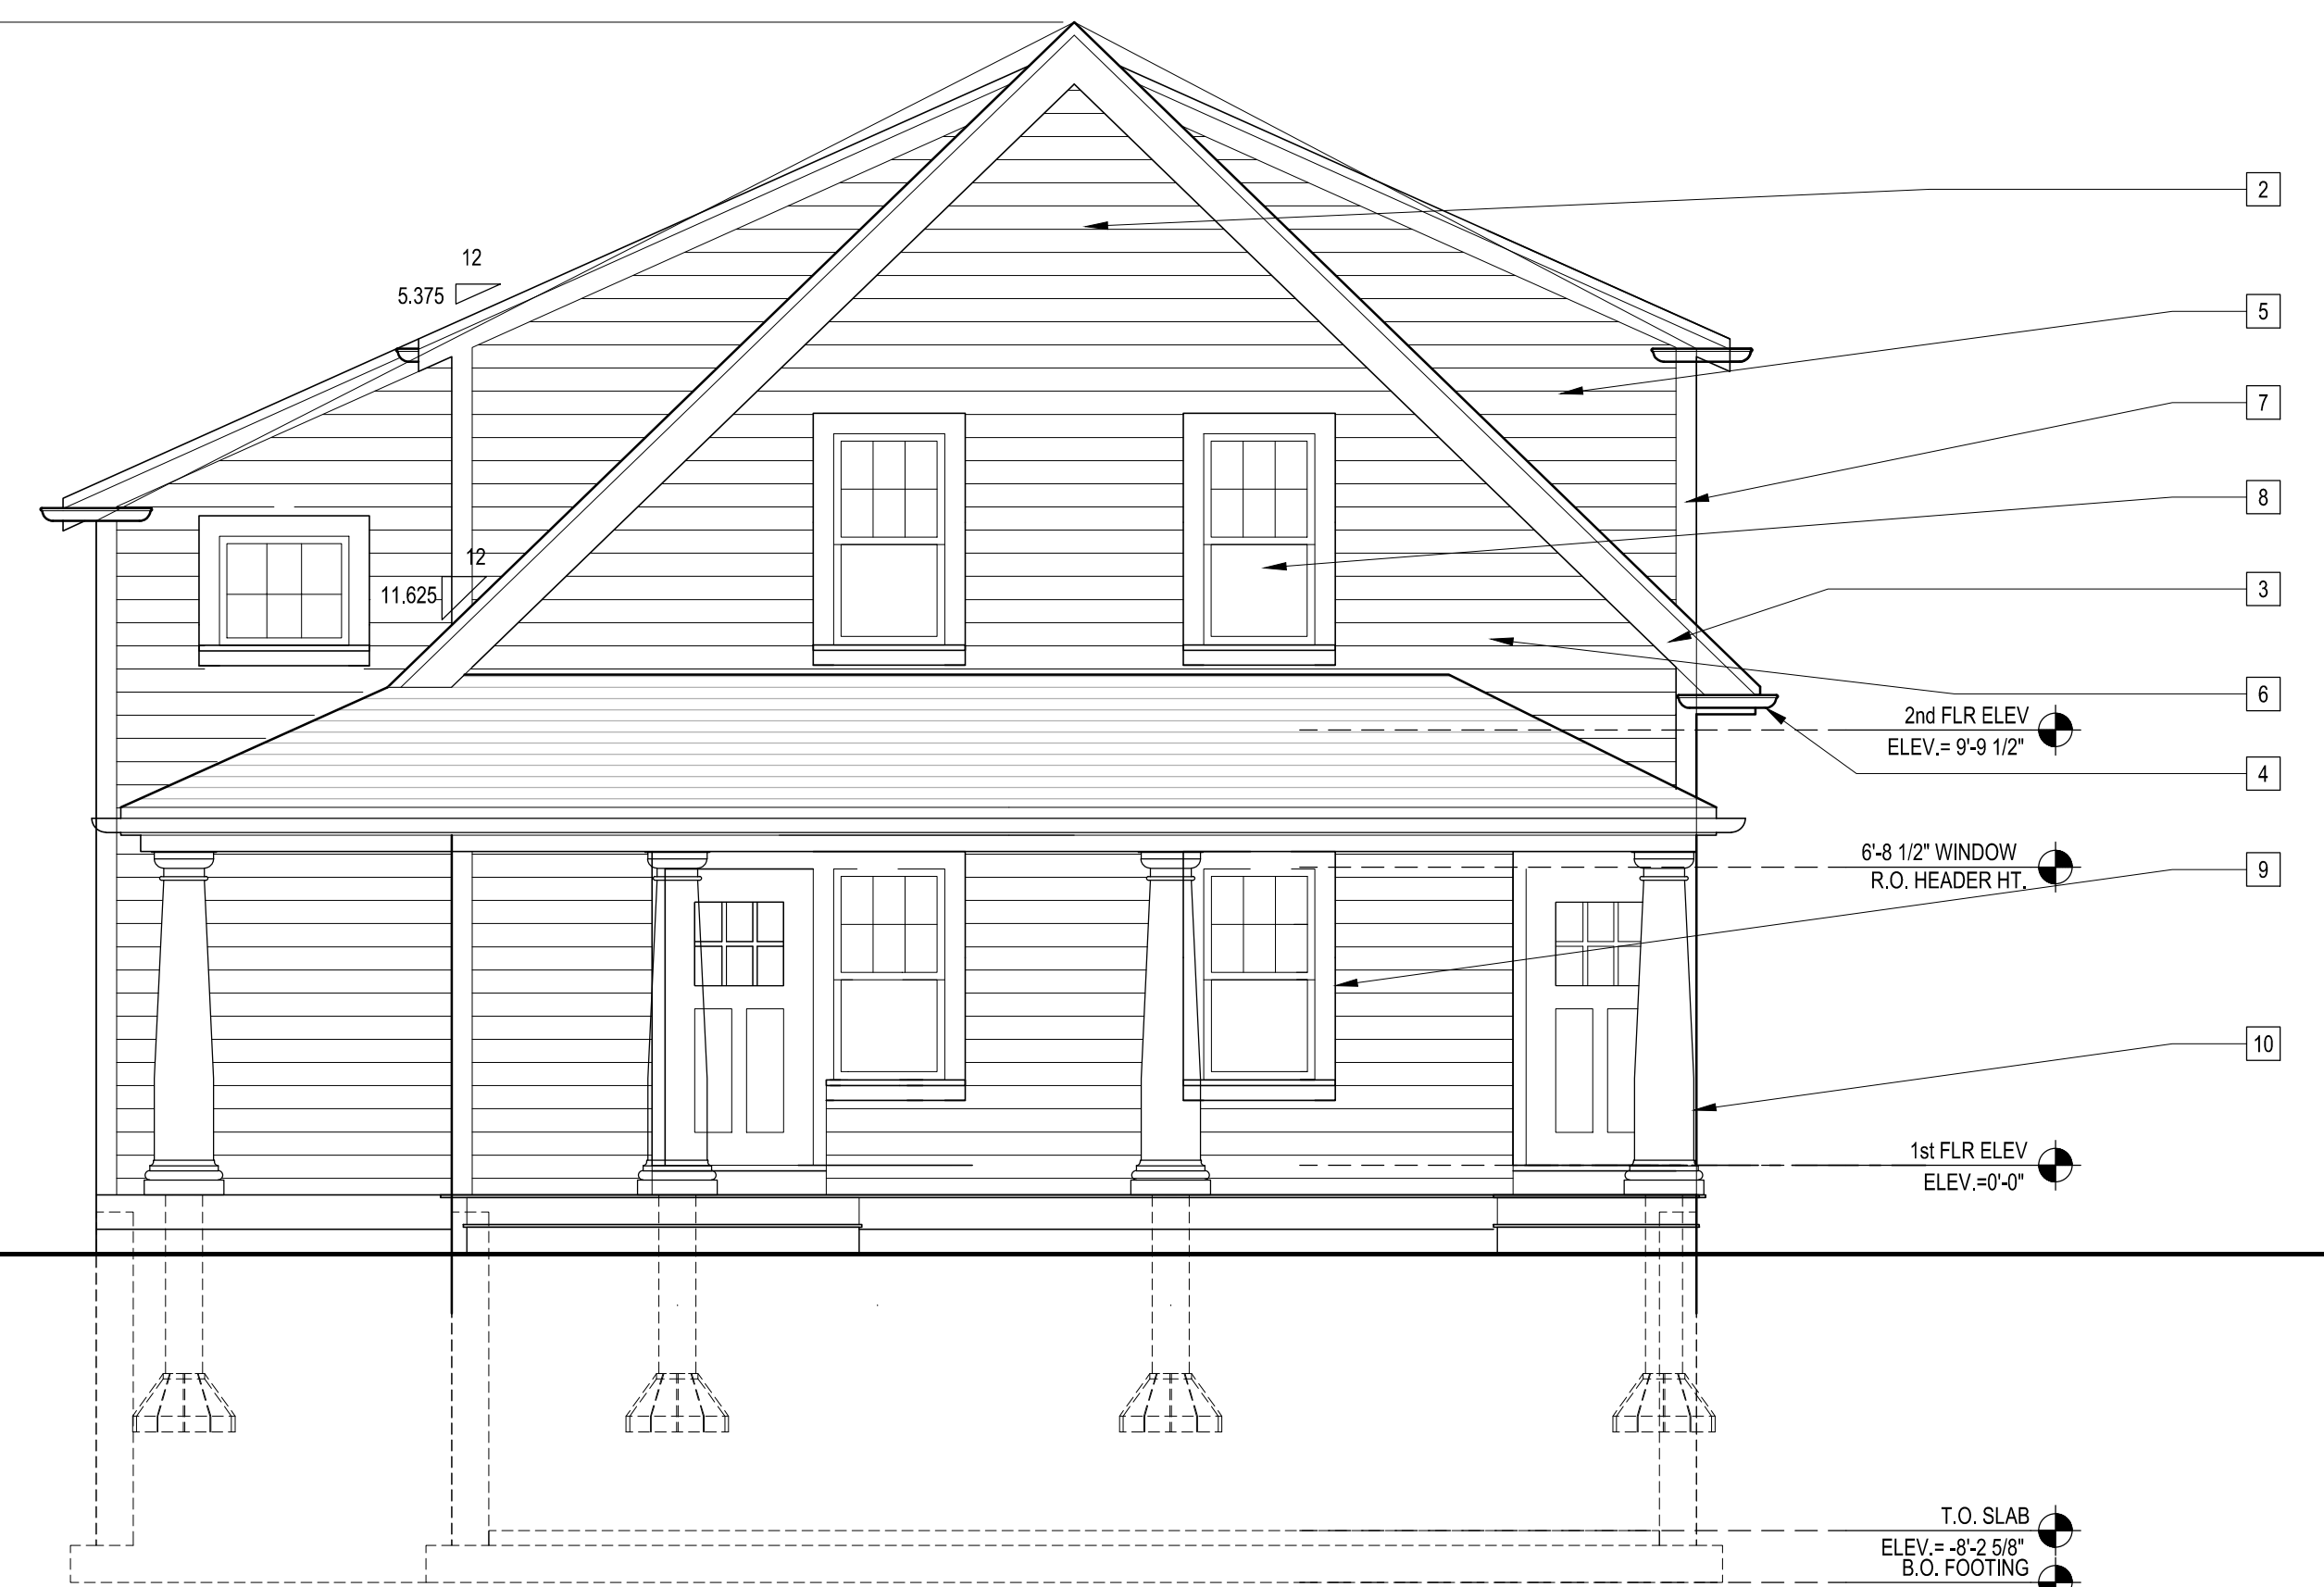 2
12
5.375
5
7
8
12
11.625
3
6
2nd FLR ELEV
ELEV.= 9'-9 1/2"
4
6'-8 1/2" WINDOW
R.O. HEADER HT.
9
10
1st FLR ELEV
ELEV.=0'-0"
T.O. SLAB
ELEV.= -8'-2 5/8"
B.O. FOOTING